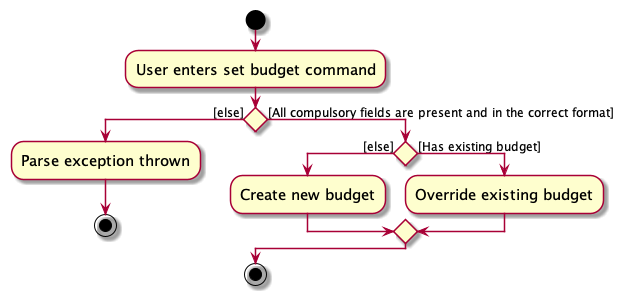 User enters set budget command
[else]
[All compulsory fields are present and in the correct format]
Parse exception thrown
[else]
[Has existing budget]
Create new budget
Override existing budget